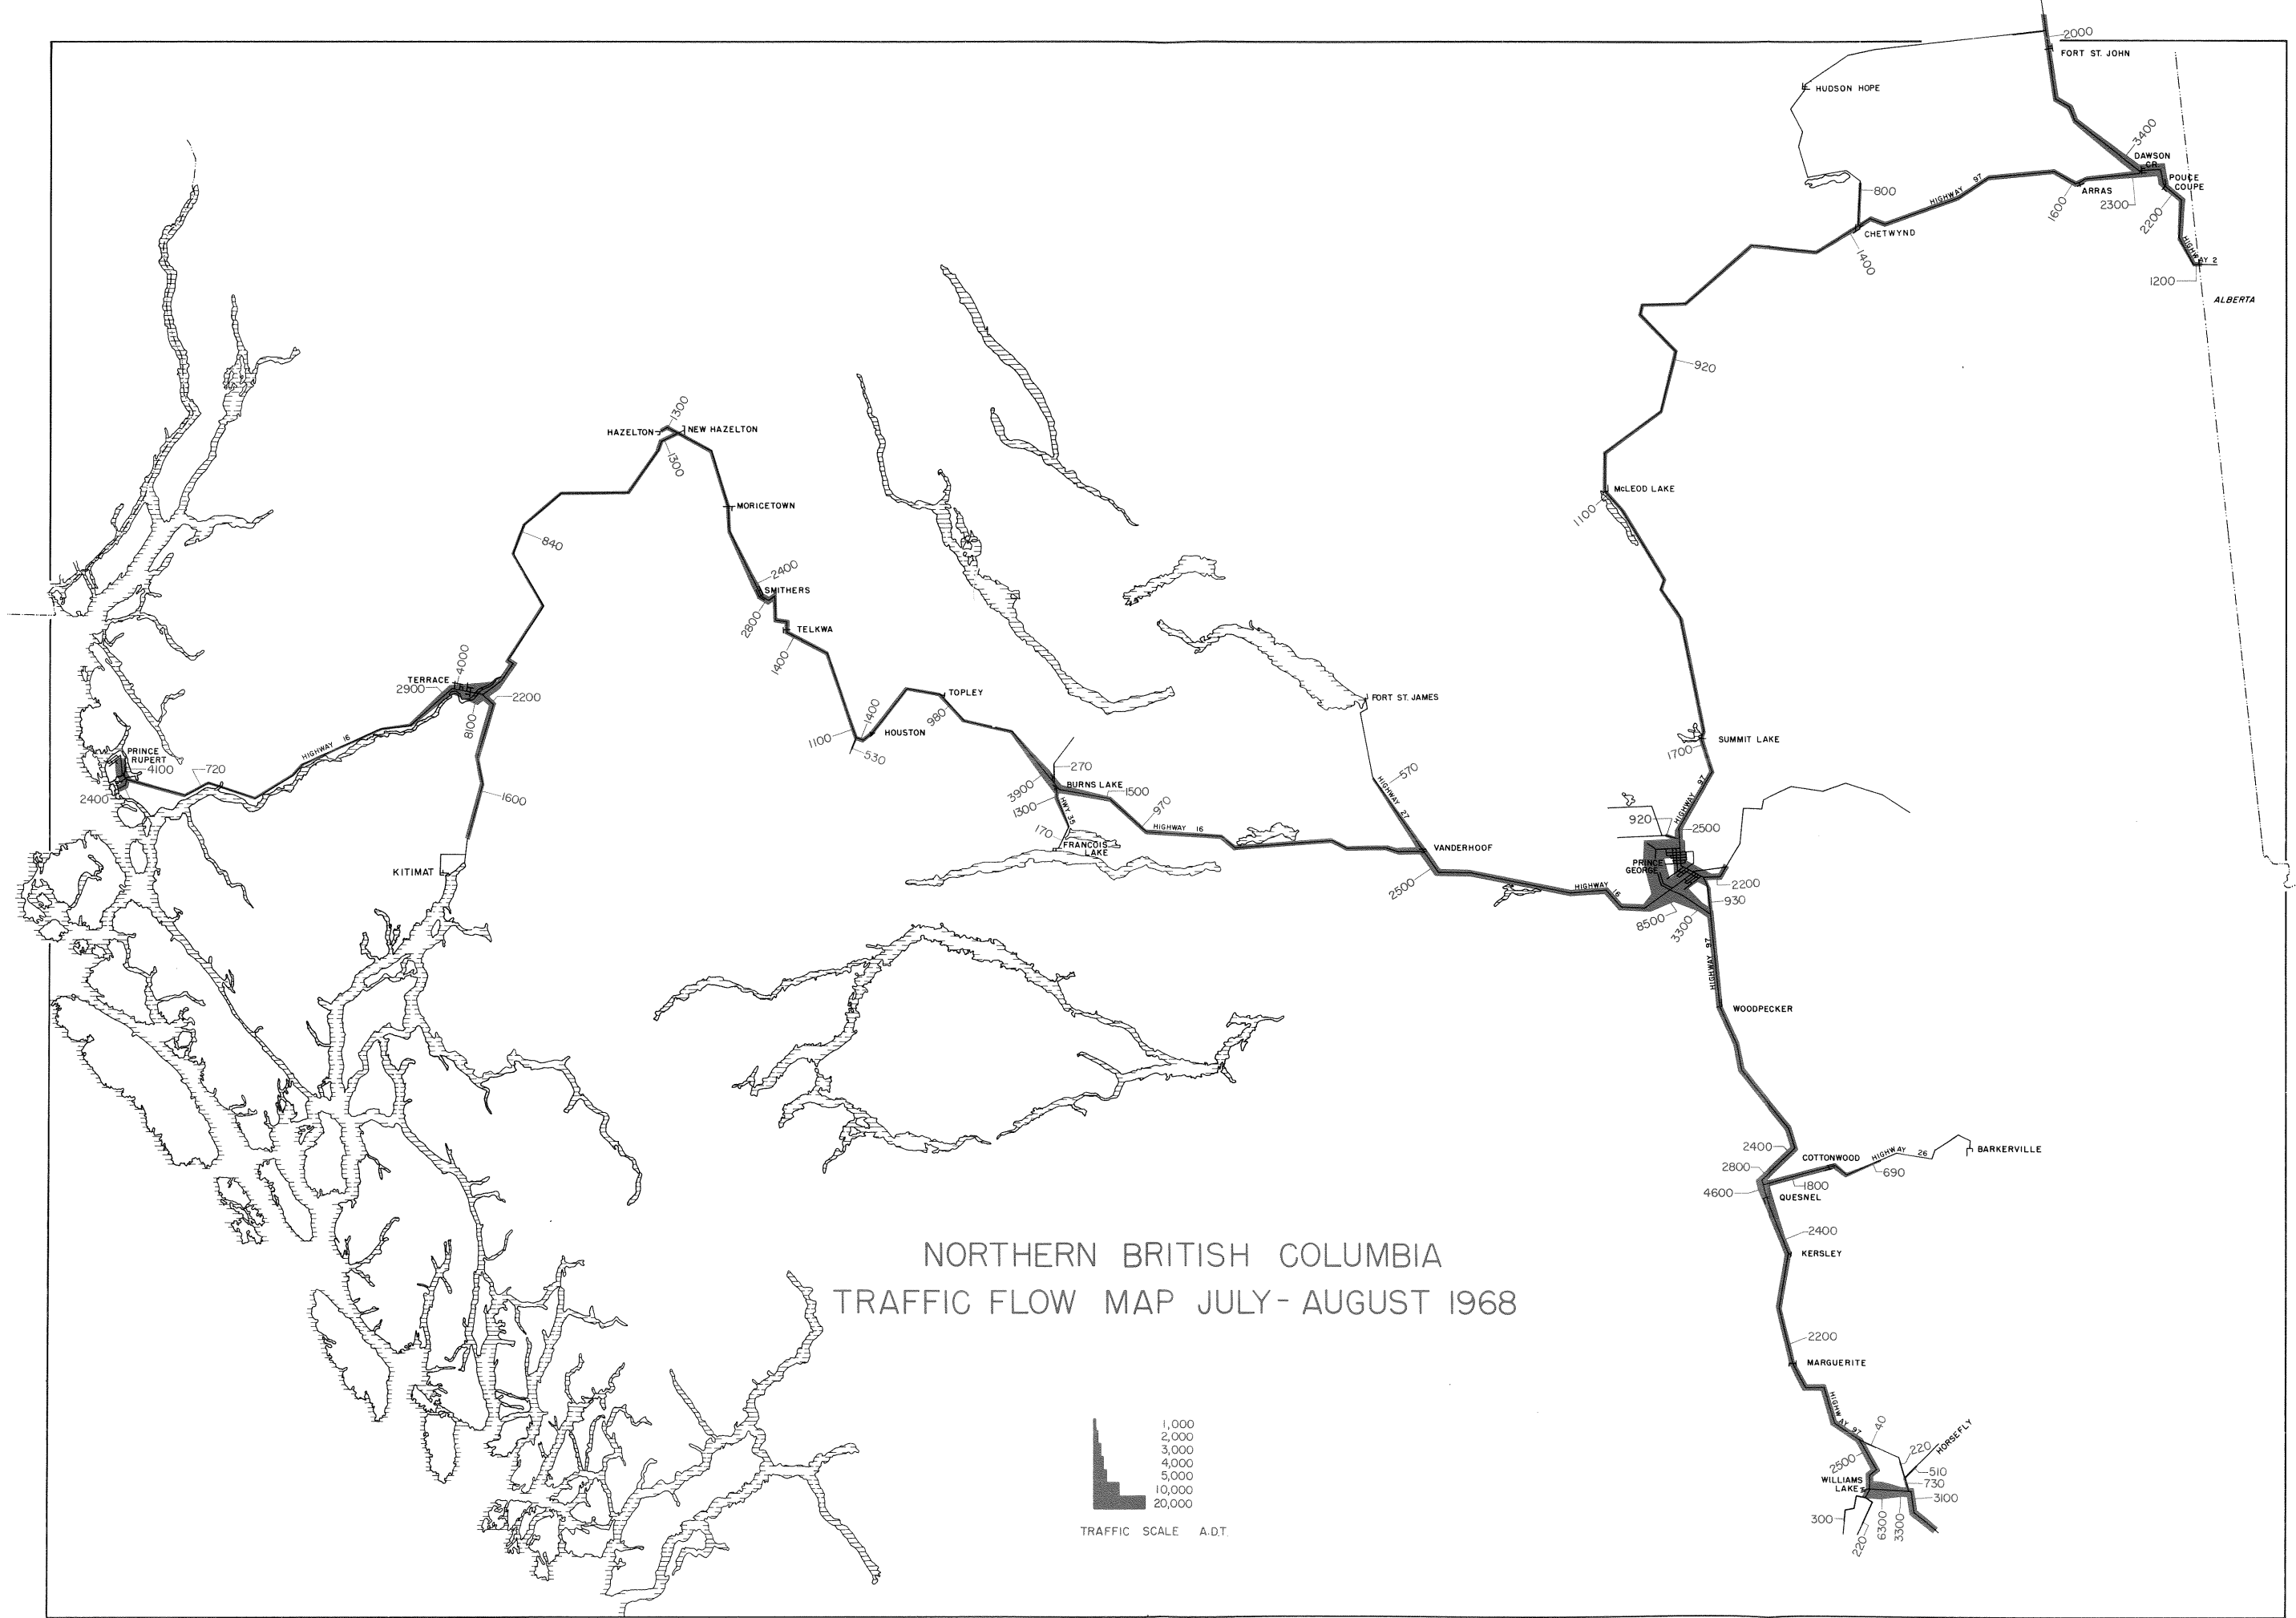 2000
FORT ST. JOHN
HUDSON HOPE
3400
DAWSON
CR.
POUCE
COUPE
ARRAS
HIGHWAY 97
800
1600
2300
2200
CHETWYND
1400
HIGHWAY 2
1200
ALBERTA
920
1300
HAZELTON
NEW HAZELTON
1300
McLEOD LAKE
1100
MORICETOWN
840
2400
SMITHERS
2800
TELKWA
1400
4000
TERRACE
2900
2200
8100
TOPLEY
980
FORT ST. JAMES
1400
HOUSTON
1100
530
SUMMIT LAKE
1700
HIGHWAY 16
PRINCE
RUPERT
4100
720
2400
1600
270
3900
BURNS LAKE
1500
1300
HWY 35
970
HIGHWAY 16
570
HIGHWAY 27
HIGHWAY 97
920
2500
170
FRANCOIS
LAKE
VANDERHOOF
KITIMAT
PRINCE
GEORGE
2500
HIGHWAY 16
2200
930
8500
3300
HIGHWAY 97
WOODPECKER
2400
COTTONWOOD
HIGHWAY 26
BARKERVILLE
2800
690
1800
4600
QUESNEL
2400
KERSLEY
NORTHERN BRITISH COLUMBIA
TRAFFIC FLOW MAP JULY - AUGUST 1968
2200
MARGUERITE
HIGHWAY 97
40
HORSEFLY
220
2500
510
WILLIAMS
LAKE
730
3100
300
220
6300
3300
1,000
2,000
3,000
4,000
5,000
10,000
20,000
TRAFFIC SCALE A.D.T.